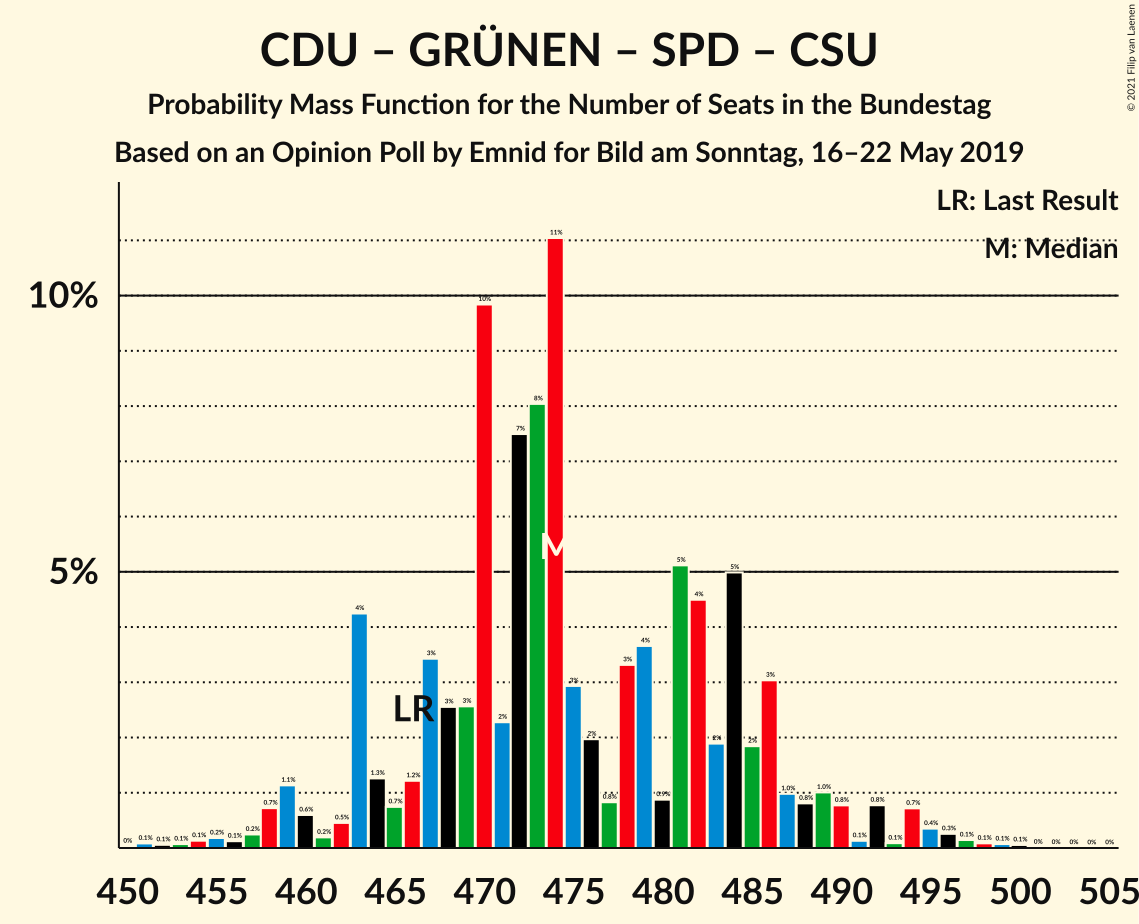 CDU – GRÜNEN – SPD – CSU
Probability Mass Function for the Number of Seats in the Bundestag
Based on an Opinion Poll by Emnid for Bild am Sonntag, 16–22 May 2019
© 2021 Filip van Laenen
LR: Last Result
M: Median
10%
5%
0% 0.1% 0.1% 0.1% 0.1% 0.2% 0.1% 0.2% 0.7% 1.1% 0.6% 0.2% 0.5% 4% 1.3% 0.7% 1.2% 3% 3% 3% 10% 2% 7% 8% 11% 3% 2% 0.8% 3% 4% 0.9% 5% 4% 2% 5% 2% 3% 1.0% 0.8% 1.0% 0.8% 0.1% 0.8% 0.1% 0.7% 0.4% 0.3% 0.1% 0.1% 0.1% 0.1% 0% 0% 0% 0% 0%
LR
M
450 455 460 465 470 475 480 485 490 495 500 505